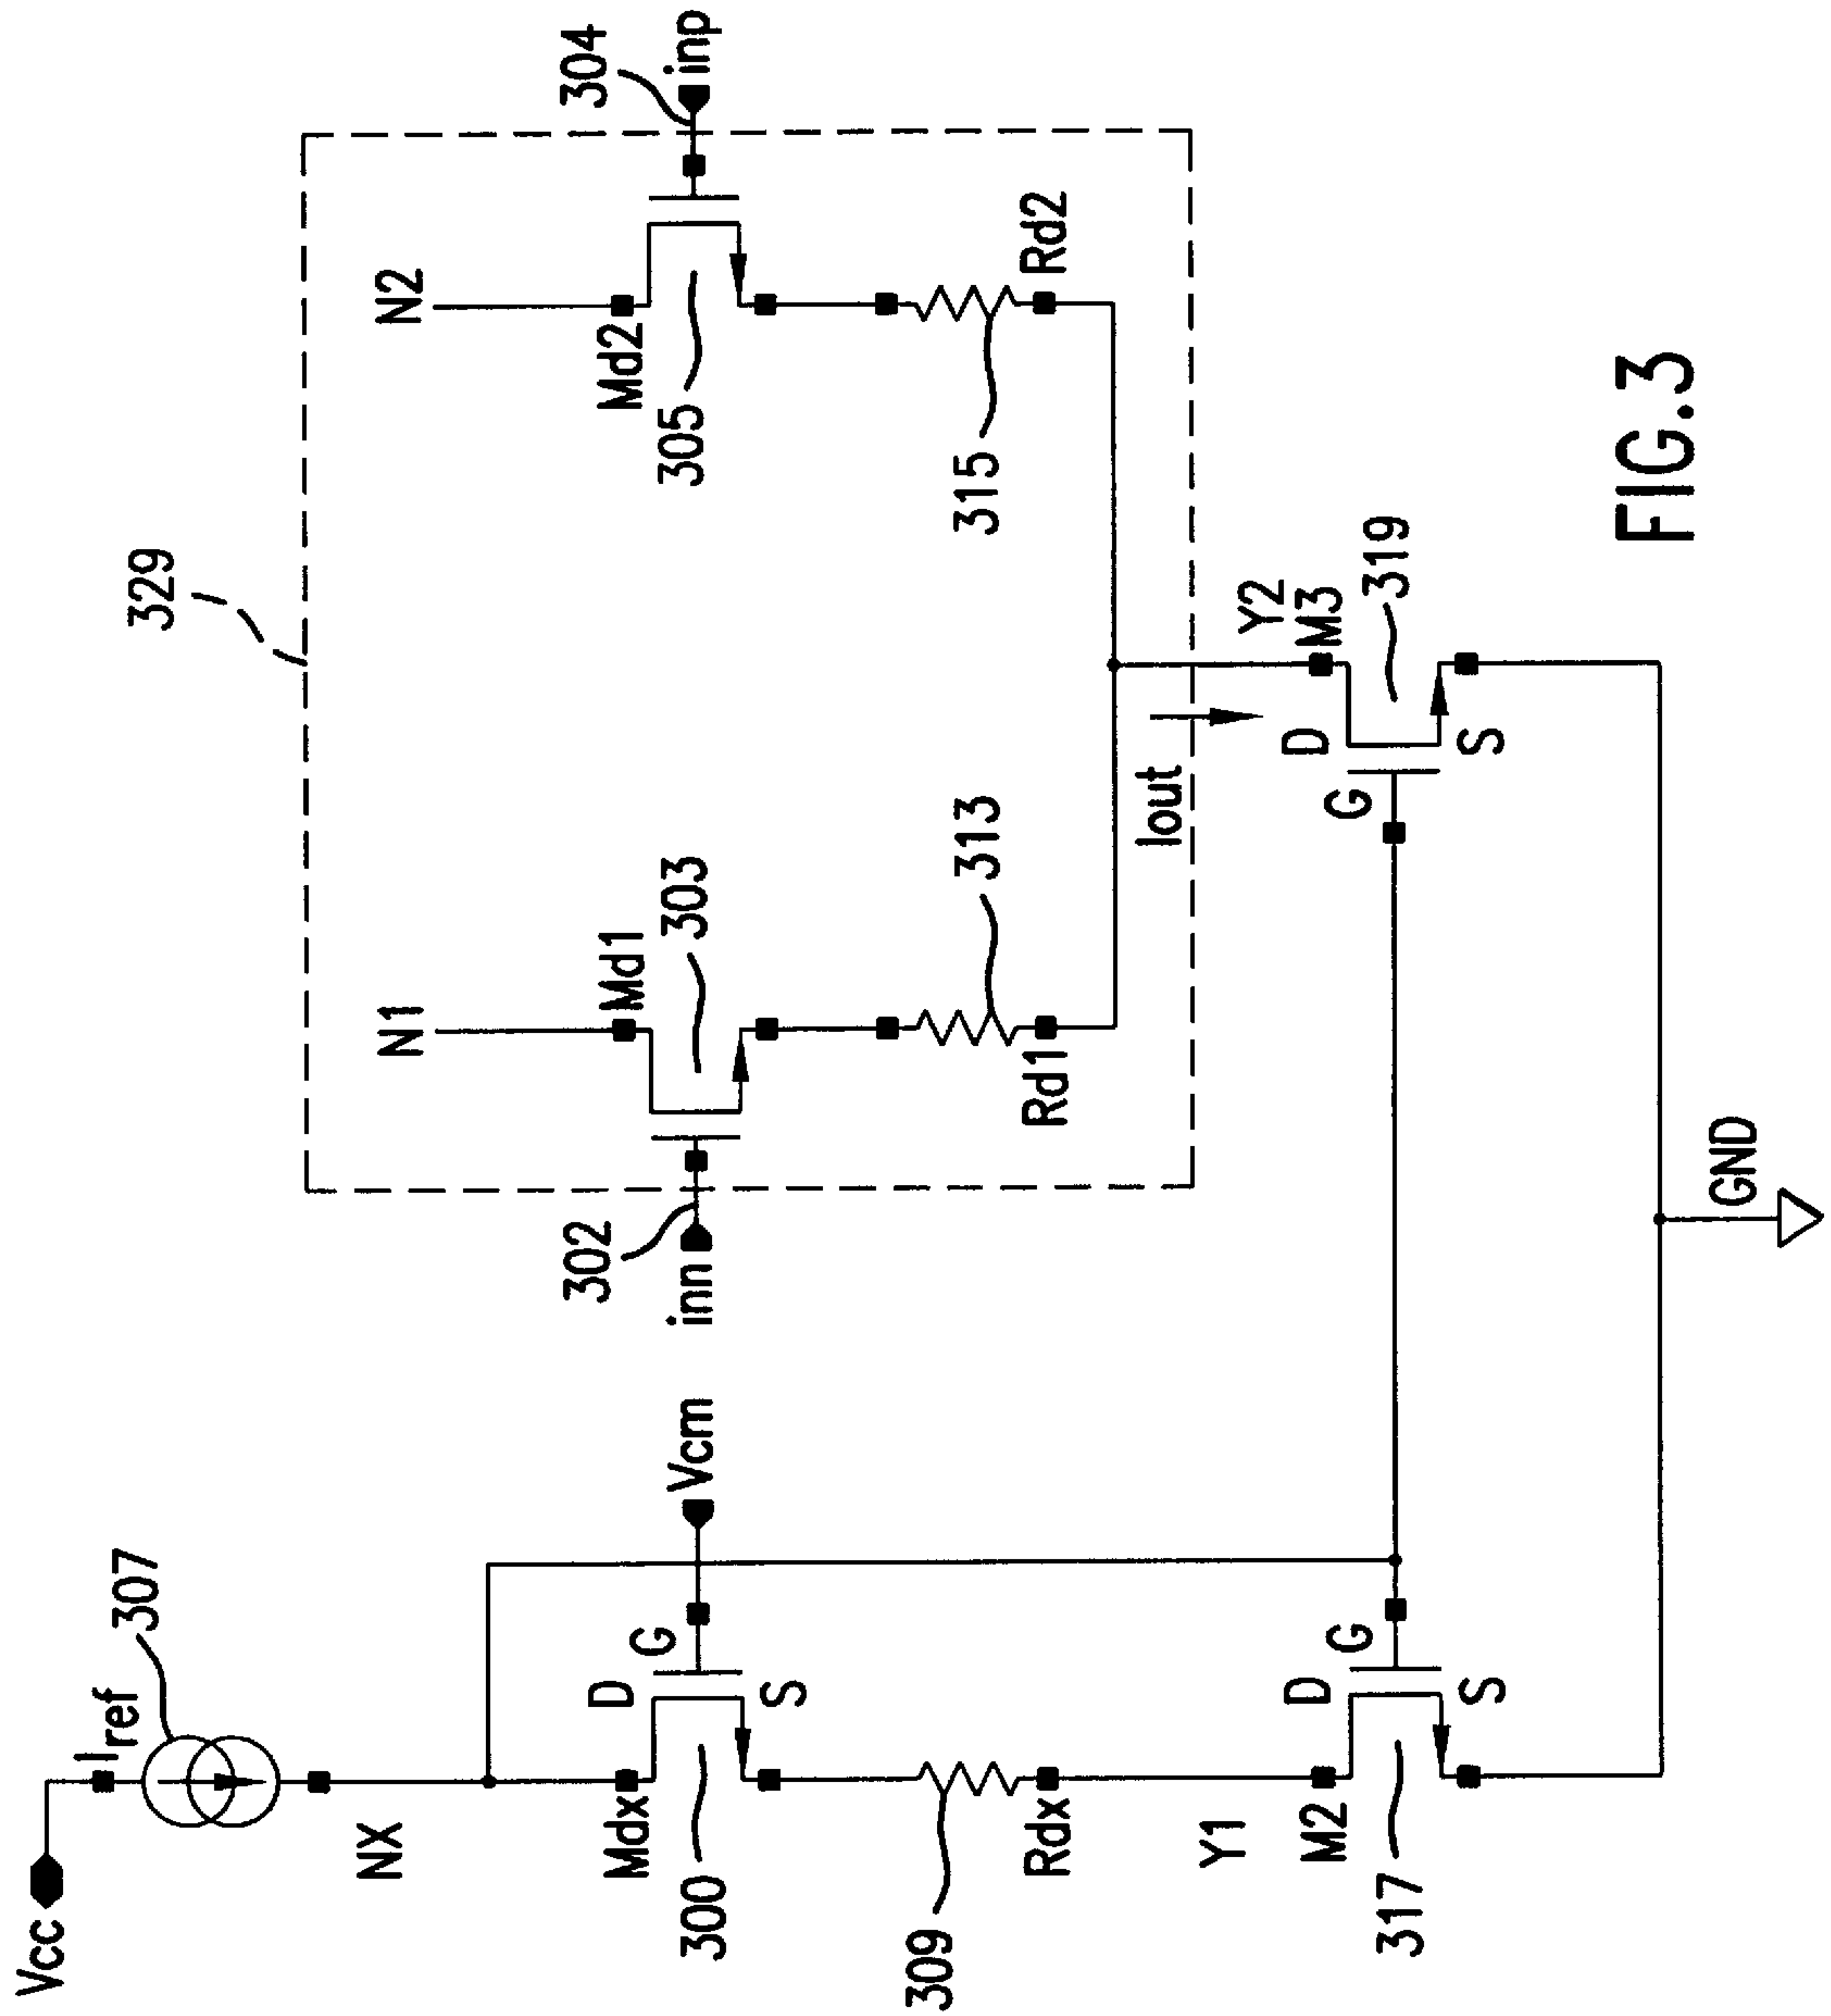 Vcc
Iref
307
NX
Mdx
300
D
G
S
Vcm
309
Rdx
Y1
M2
317
D
G
S
329
N1
N2
Md1
303
302
inn
Md2
305
304
inp
313
Rd1
315
Rd2
Iout
Y2
M3
319
D
G
S
GND
FIG.3